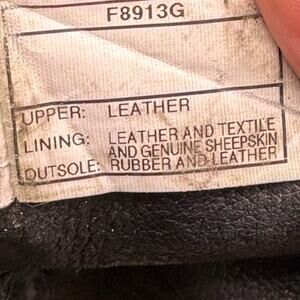 F8913G
UPPER: LEATHER
LINING: LEATHER AND TEXTILE
AND GENUINE SHEEPSKIN
OUTSOLE: RUBBER AND LEATHER